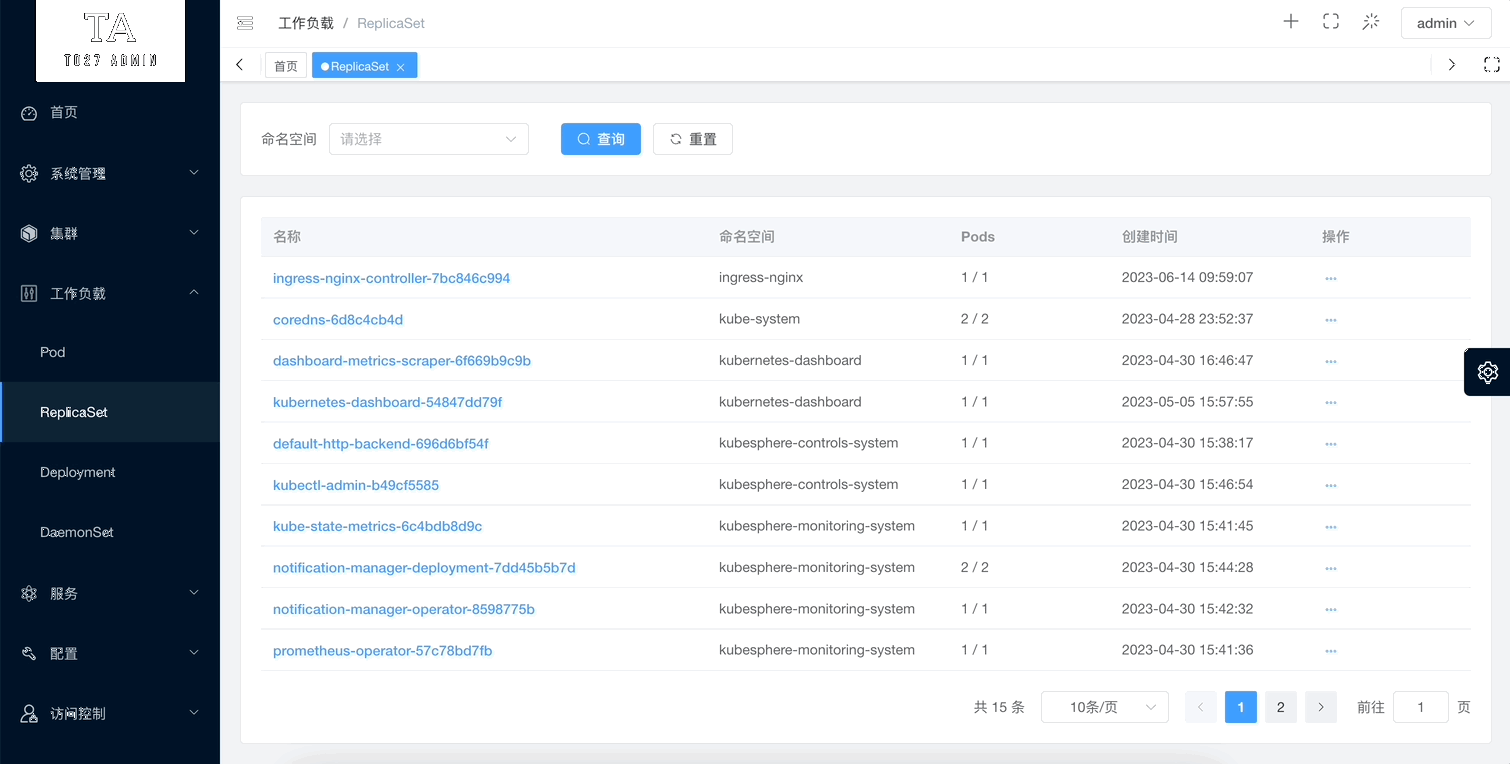 TA
TO27 ADMIN
首页
系统管理
集群
工作负载
Pod
ReplicaSet
Deployment
DaemonSet
服务
配置
访问控制
工作负载 / ReplicaSet
admin
首页 ReplicaSet
命名空间 请选择 查询 重置
名称 命名空间 Pods 创建时间 操作
ingress-nginx-controller-7bc846c994 ingress-nginx 1 / 1 2023-06-14 09:59:07 ···
coredns-6d8c4cb4d kube-system 2 / 2 2023-04-28 23:52:37 ···
dashboard-metrics-scraper-6f669b9c9b kubernetes-dashboard 1 / 1 2023-04-30 16:46:47 ···
kubernetes-dashboard-54847dd79f kubernetes-dashboard 1 / 1 2023-05-05 15:57:55 ···
default-http-backend-696d6bf54f kubesphere-controls-system 1 / 1 2023-04-30 15:38:17 ···
kubectl-admin-b49cf5585 kubesphere-controls-system 1 / 1 2023-04-30 15:46:54 ···
kube-state-metrics-6c4bdb8d9c kubesphere-monitoring-system 1 / 1 2023-04-30 15:41:45 ···
notification-manager-deployment-7dd45b5b7d kubesphere-monitoring-system 2 / 2 2023-04-30 15:44:28 ···
notification-manager-operator-8598775b kubesphere-monitoring-system 1 / 1 2023-04-30 15:42:32 ···
prometheus-operator-57c78bd7fb kubesphere-monitoring-system 1 / 1 2023-04-30 15:41:36 ···
共 15 条 10条/页 1 2 前往 1 页